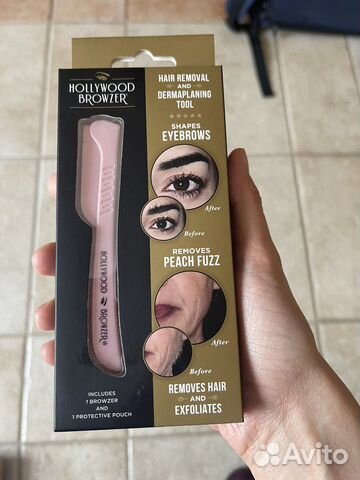 HOLLYWOOD
BROWZER®
HAIR REMOVAL
AND
DERMAPLANING
TOOL
SHAPES
EYEBROWS
After
Before
REMOVES
PEACH FUZZ
After
Before
REMOVES HAIR
AND
EXFOLIATES
HOLLYWOOD BROWZER®
INCLUDES
1 BROWZER
AND
1 PROTECTIVE POUCH
Avito